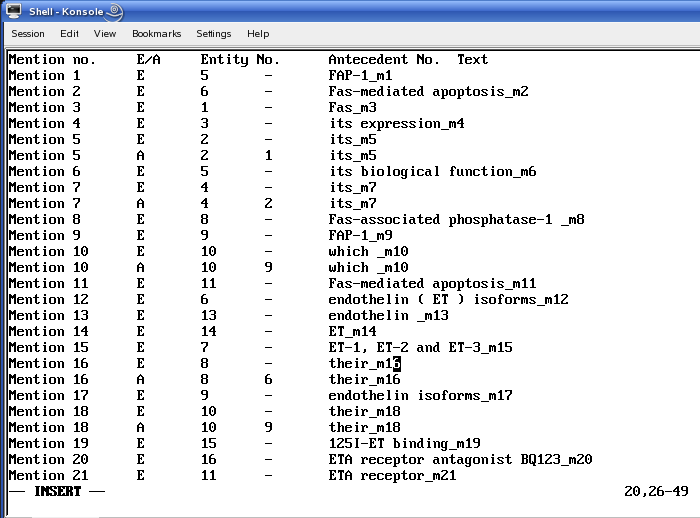 Shell - Konsole
Session Edit View Bookmarks Settings Help
Mention no. E/A Entity No. Antecedent No. Text
Mention 1 E 5 - FAP-1_m1
Mention 2 E 6 - Fas-mediated apoptosis_m2
Mention 3 E 1 - Fas_m3
Mention 4 E 3 - its expression_m4
Mention 5 E 2 - its_m5
Mention 5 A 2 1 its_m5
Mention 6 E 5 - its biological function_m6
Mention 7 E 4 - its_m7
Mention 7 A 4 2 its_m7
Mention 8 E 8 - Fas-associated phosphatase-1 _m8
Mention 9 E 9 - FAP-1_m9
Mention 10 E 10 - which _m10
Mention 10 A 10 9 which _m10
Mention 11 E 11 - Fas-mediated apoptosis_m11
Mention 12 E 6 - endothelin ( ET ) isoforms_m12
Mention 13 E 13 - endothelin _m13
Mention 14 E 14 - ET_m14
Mention 15 E 7 - ET-1, ET-2 and ET-3_m15
Mention 16 E 8 - their_m16
Mention 16 A 8 6 their_m16
Mention 17 E 9 - endothelin isoforms_m17
Mention 18 E 10 - their_m18
Mention 18 A 10 9 their_m18
Mention 19 E 15 - 125I-ET binding_m19
Mention 20 E 16 - ETA receptor antagonist BQ123_m20
Mention 21 E 11 - ETA receptor_m21
-- INSERT -- 20,26-49